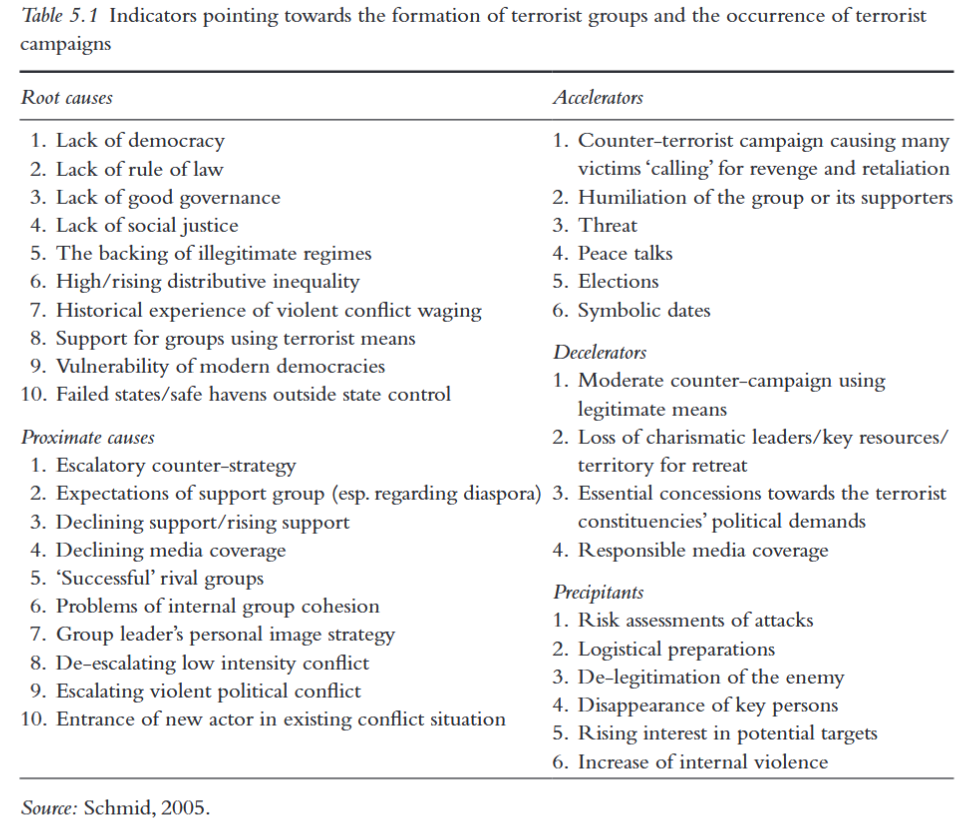 Table 5.1 Indicators pointing towards the formation of terrorist groups and the occurrence of terrorist
campaigns
Root causes
1. Lack of democracy
2. Lack of rule of law
3. Lack of good governance
4. Lack of social justice
5. The backing of illegitimate regimes
6. High/rising distributive inequality
7. Historical experience of violent conflict waging
8. Support for groups using terrorist means
9. Vulnerability of modern democracies
10. Failed states/safe havens outside state control
Proximate causes
1. Escalatory counter-strategy
2. Expectations of support group (esp. regarding diaspora)
3. Declining support/rising support
4. Declining media coverage
5. ‘Successful’ rival groups
6. Problems of internal group cohesion
7. Group leader’s personal image strategy
8. De-escalating low intensity conflict
9. Escalating violent political conflict
10. Entrance of new actor in existing conflict situation
Accelerators
1. Counter-terrorist campaign causing many
victims ‘calling’ for revenge and retaliation
2. Humiliation of the group or its supporters
3. Threat
4. Peace talks
5. Elections
6. Symbolic dates
Decelerators
1. Moderate counter-campaign using
legitimate means
2. Loss of charismatic leaders/key resources/
territory for retreat
3. Essential concessions towards the terrorist
constituencies’ political demands
4. Responsible media coverage
Precipitants
1. Risk assessments of attacks
2. Logistical preparations
3. De-legitimation of the enemy
4. Disappearance of key persons
5. Rising interest in potential targets
6. Increase of internal violence
Source: Schmid, 2005.